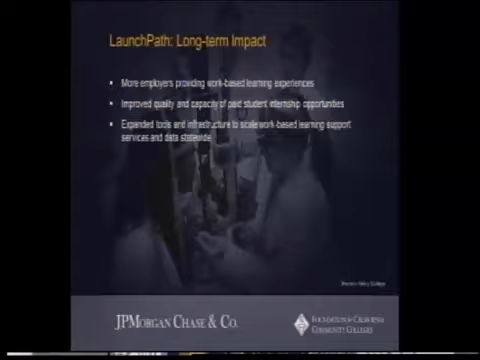 LaunchPath: Long-term Impact
• More employers providing work-based learning experiences
• Improved quality and capacity of paid student internship opportunities
• Expanded tools and infrastructure to scale work-based learning support
services and data statewide
JPMORGAN CHASE & CO.
FOUNDATION for CALIFORNIA
COMMUNITY COLLEGES